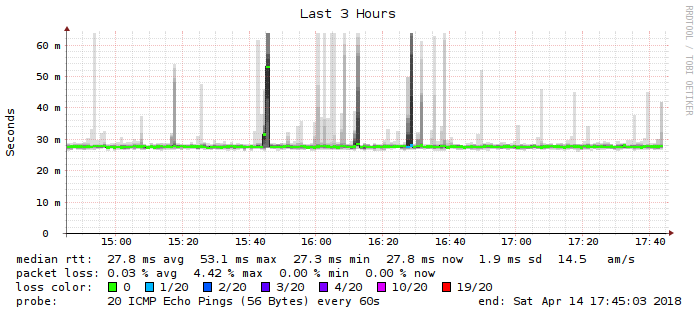 Last 3 Hours
RRDTOOL / TOBI OETIKER
Seconds
60 m
50 m
40 m
30 m
20 m
10 m
0
15:00 15:20 15:40 16:00 16:20 16:40 17:00 17:20 17:40
median rtt: 27.8 ms avg 53.1 ms max 27.3 ms min 27.8 ms now 1.9 ms sd 14.5 am/s
packet loss: 0.03 % avg 4.42 % max 0.00 % min 0.00 % now
loss color: 0 1/20 2/20 3/20 4/20 10/20 19/20
probe: 20 ICMP Echo Pings (56 Bytes) every 60s end: Sat Apr 14 17:45:03 2018